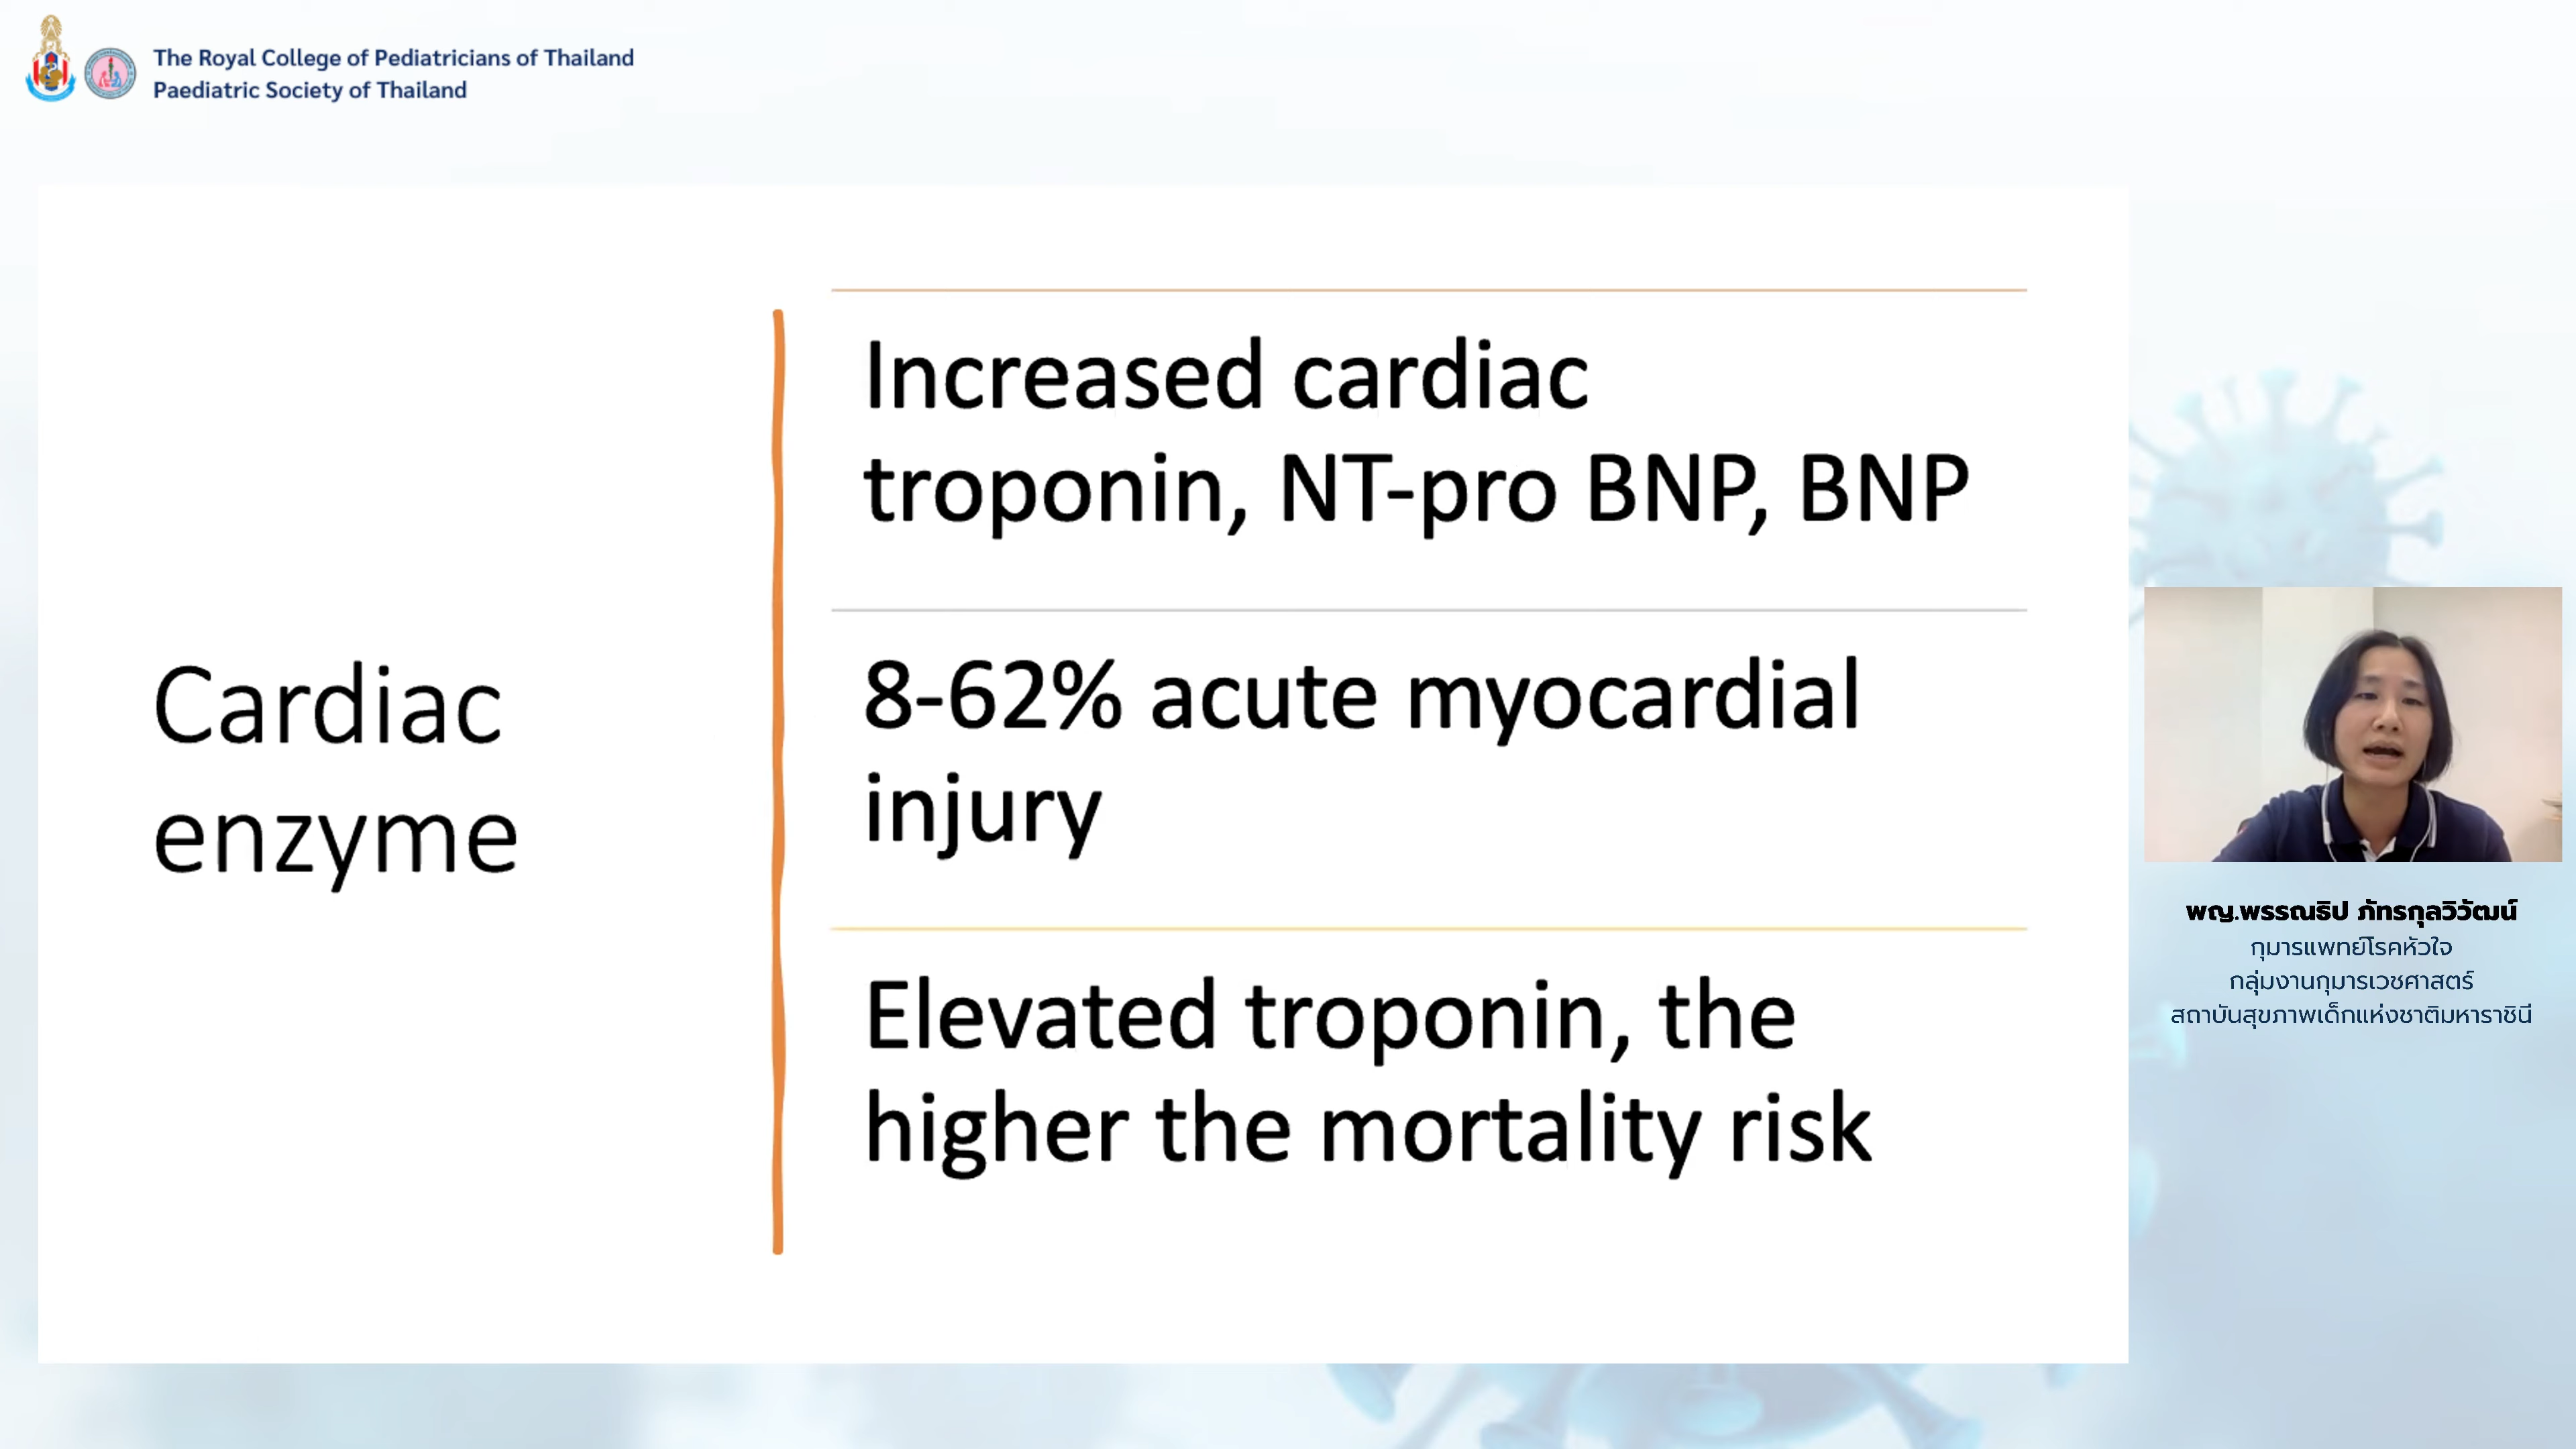 The Royal College of Pediatricians of Thailand
Paediatric Society of Thailand
Cardiac
enzyme
Increased cardiac
troponin, NT-pro BNP, BNP
8-62% acute myocardial
injury
Elevated troponin, the
higher the mortality risk
พญ.พรรณธิป ภัทรกุลวิวัฒน์
กุมารแพทย์โรคหัวใจ
กลุ่มงานกุมารเวชศาสตร์
สถาบันสุขภาพเด็กแห่งชาติมหาราชินี